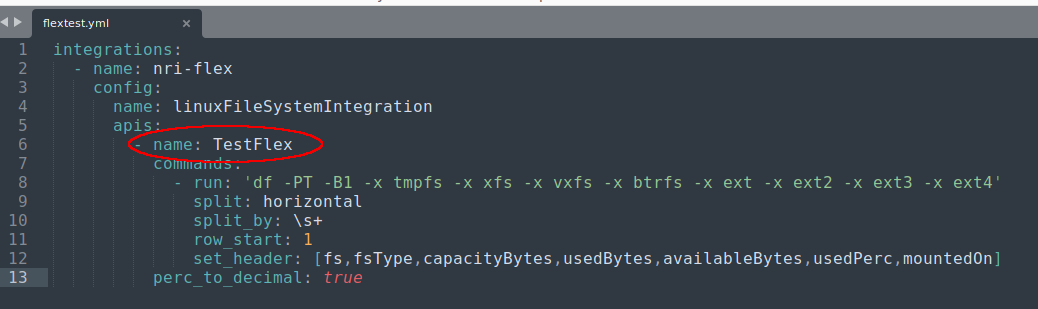 flextest.yml ×
1 integrations:
2   - name: nri-flex
3     config:
4       name: linuxFileSystemIntegration
5       apis:
6         - name: TestFlex
7           commands:
8             - run: 'df -PT -B1 -x tmpfs -x xfs -x vxfs -x btrfs -x ext -x ext2 -x ext3 -x ext4'
9               split: horizontal
10              split_by: \s+
11              row_start: 1
12              set_header: [fs,fsType,capacityBytes,usedBytes,availableBytes,usedPerc,mountedOn]
13          perc_to_decimal: true